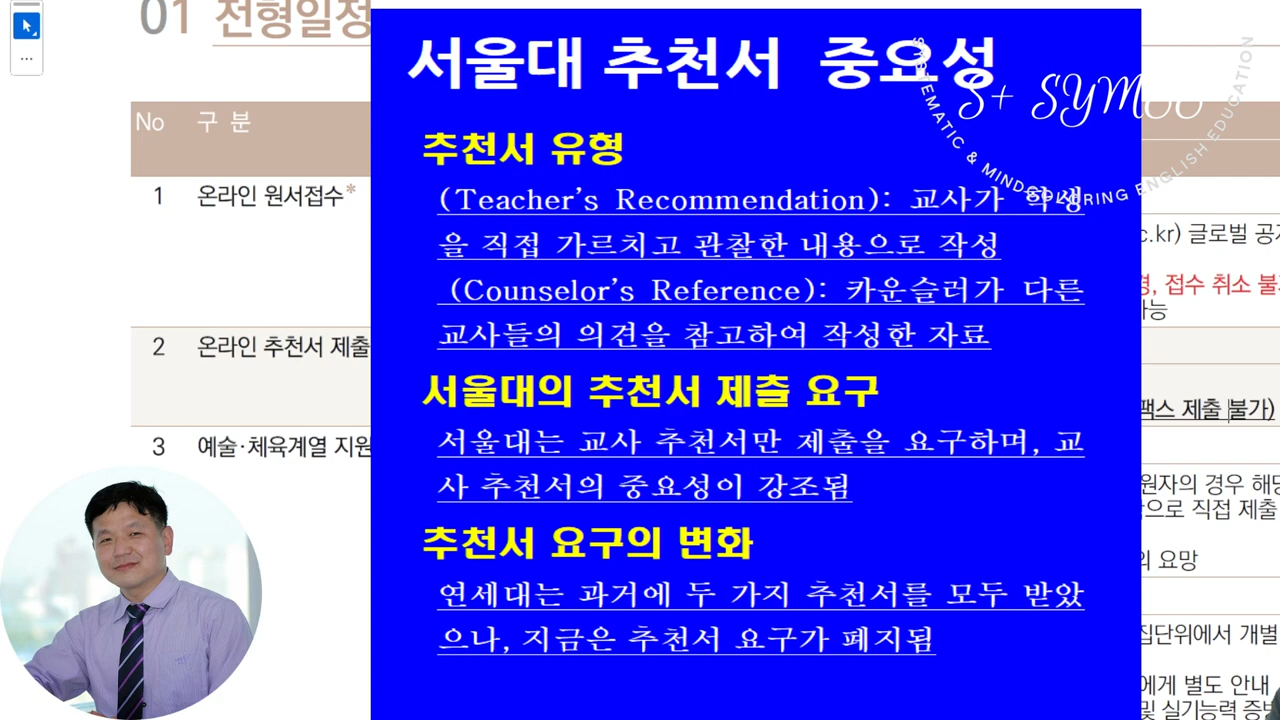 01 전형일정
서울대 추천서 중요성
S+ SYM
SYSTEMATIC & MINDCOLORING ENGLISH EDUCATION
No 구 분
추천서 유형
1 온라인 원서접수*
(Teacher's Recommendation): 교사가 학생
을 직접 가르치고 관찰한 내용으로 작성
(Counselor's Reference): 카운슬러가 다른
교사들의 의견을 참고하여 작성한 자료
c.kr) 글로벌 공지
경, 접수 취소 불
가능
2 온라인 추천서 제출
서울대의 추천서 제출 요구
서울대는 교사 추천서만 제출을 요구하며, 교
사 추천서의 중요성이 강조됨
팩스 제출 불가)
3 예술·체육계열 지원
원자의 경우 해당
으로 직접 제출
의 요망
추천서 요구의 변화
연세대는 과거에 두 가지 추천서를 모두 받았
으나, 지금은 추천서 요구가 폐지됨
집단위에서 개별
에게 별도 안내
및 실기능력 증빙